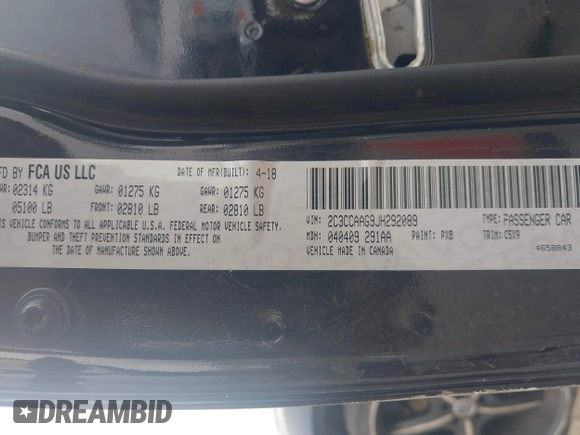 MFD BY FCA US LLC DATE OF MFR(BUILT): 4-18
02314 KG GAWR: 01275 KG GAWR: 01275 KG
05100 LB FRONT: 02810 LB REAR: 02810 LB
THIS VEHICLE CONFORMS TO ALL APPLICABLE U.S.A. FEDERAL MOTOR VEHICLE SAFETY,
BUMPER AND THEFT PREVENTION STANDARDS IN EFFECT ON
THE DATE OF MANUFACTURE SHOWN ABOVE.
VIN: 2C3CCAAG9JH292089 TYPE: PASSENGER CAR
MDH: 040409 291AA PAINT: PX8 TRIM: C5X9
VEHICLE MADE IN CANADA 4658843
DREAMBID